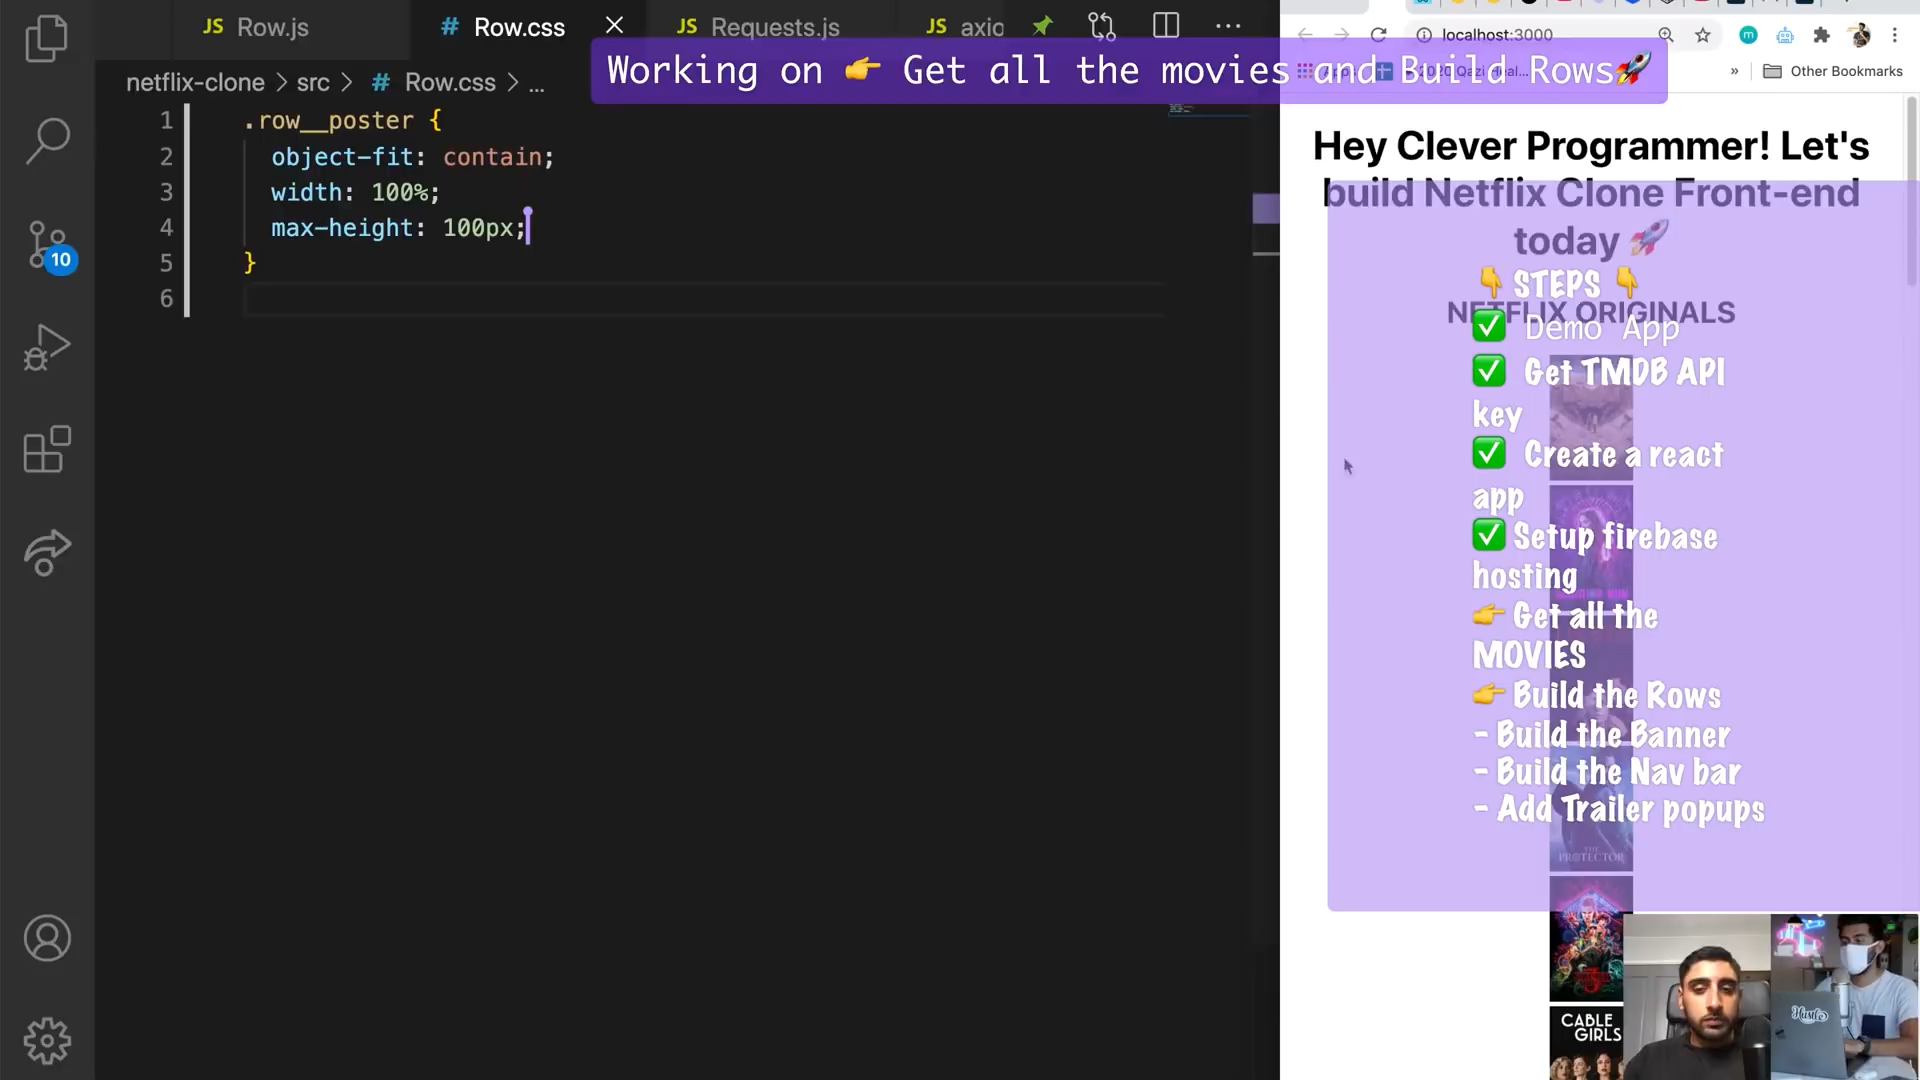 JS Row.js
# Row.css
JS Requests.js
JS axio
localhost:3000
netflix-clone > src > # Row.css > ...
Working on 👉 Get all the movies and Build Rows🚀
» Other Bookmarks
1 .row__poster {
2 object-fit: contain;
3 width: 100%;
4 max-height: 100px;
5 }
6
10
Hey Clever Programmer! Let's
build Netflix Clone Front-end
today 🚀
👇 STEPS 👇
NETFLIX ORIGINALS
✅ Demo App
✅ Get TMDB API
key
✅ Create a react
app
✅ Setup firebase
hosting
👉 Get all the
MOVIES
👉 Build the Rows
- Build the Banner
- Build the Nav bar
- Add Trailer popups
THE
PROTECTOR
CABLE
GIRLS
Hustle